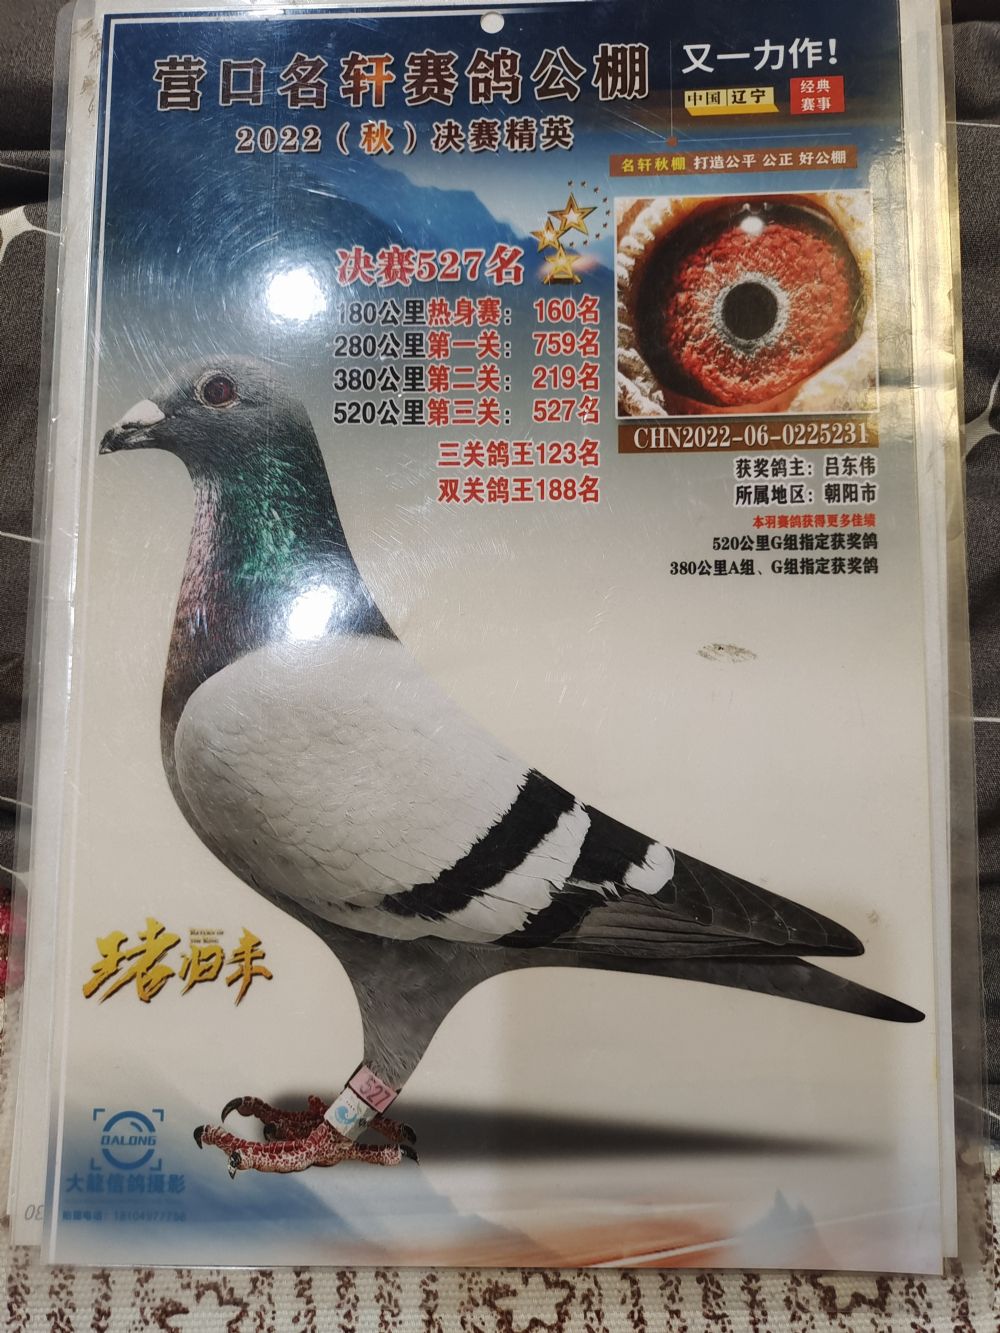 营口名轩赛鸽公棚
又一力作！
中国 辽宁
经典
赛事
2022（秋）决赛精英
名轩秋棚 打造公平 公正 好公棚
决赛527名
180公里热身赛： 160名
280公里第一关： 759名
380公里第二关： 219名
520公里第三关： 527名
三关鸽王123名
双关鸽王188名
CHN2022-06-0225231
获奖鸽主：吕东伟
所属地区：朝阳市
本羽赛鸽获得更多佳绩
520公里G组指定获奖鸽
380公里A组、G组指定获奖鸽
RETURN OF
THE KING
归来
527
DALONG
大龍信鸽摄影